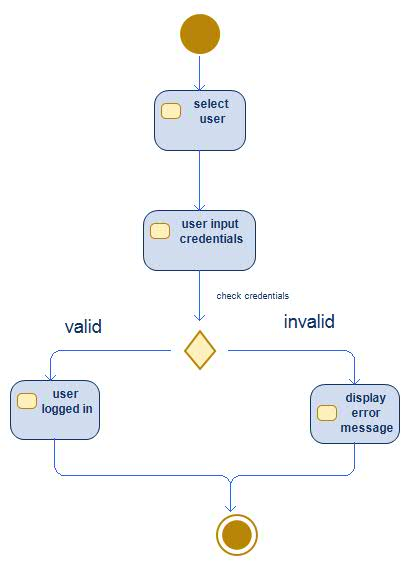 select
user
user input
credentials
check credentials
valid
invalid
user
logged in
display
error
message